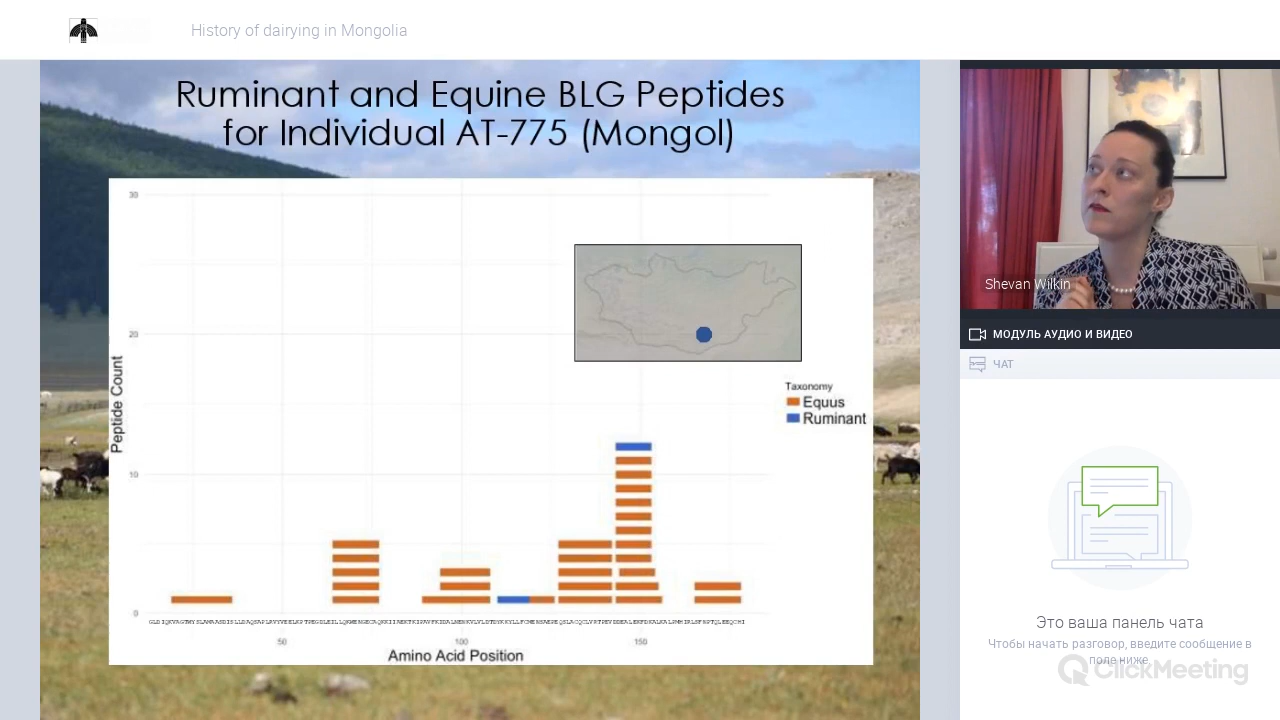 History of dairying in Mongolia
Ruminant and Equine BLG Peptides
for Individual AT-775 (Mongol)
30
20
10
0
Peptide Count
Taxonomy
Equus
Ruminant
50
100
150
Amino Acid Position
Shevan Wilkin
МОДУЛЬ АУДИО И ВИДЕО
ЧАТ
Это ваша панель чата
Чтобы начать разговор, введите сообщение в
поле ниже
ClickMeeting